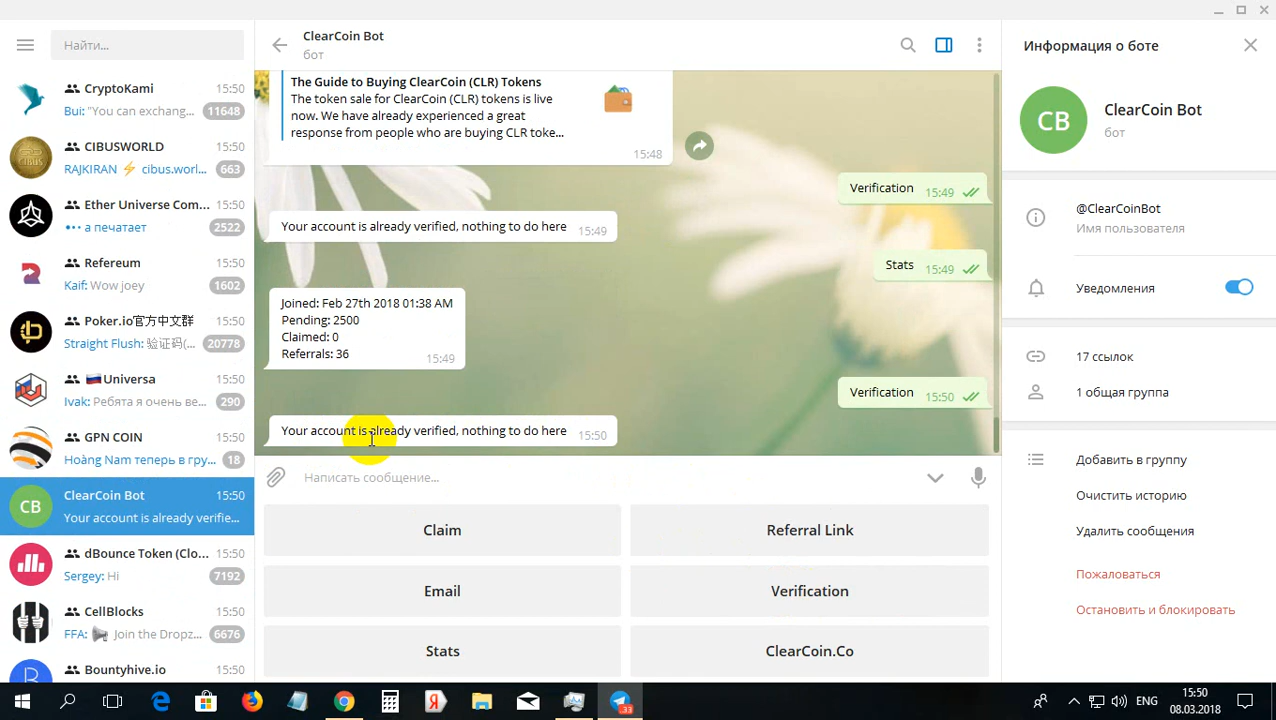 Найти...
CryptoKami 15:50
Bui: "You can exchang... 11648
CIBUSWORLD 15:50
RAJKIRAN ⚡ cibus.worl... 663
Ether Universe Com... 15:50
••• а печатает 2522
Refereum 15:50
Kaif: Wow joey 1602
Poker.io官方中文群 15:50
Straight Flush: 验证码(... 20778
Universa 15:50
Ivak: Ребята я очень ве... 290
GPN COIN 15:50
Hoàng Nam теперь в гру... 18
CB
ClearCoin Bot 15:50
Your account is already verifie...
dBounce Token (Clo... 15:50
Sergey: Hi 7192
CellBlocks 15:50
FFA: 📢 Join the Dropz... 6676
Bountyhive.io 15:50
ClearCoin Bot
бот
The Guide to Buying ClearCoin (CLR) Tokens
The token sale for ClearCoin (CLR) tokens is live
now. We have already experienced a great
response from people who are buying CLR toke...
15:48
Verification 15:49
Your account is already verified, nothing to do here 15:49
Stats 15:49
Joined: Feb 27th 2018 01:38 AM
Pending: 2500
Claimed: 0
Referrals: 36
15:49
Verification 15:50
Your account is already verified, nothing to do here 15:50
Написать сообщение...
Claim
Referral Link
Email
Verification
Stats
ClearCoin.Co
Информация о боте
CB
ClearCoin Bot
бот
@ClearCoinBot
Имя пользователя
Уведомления
17 ссылок
1 общая группа
Добавить в группу
Очистить историю
Удалить сообщения
Пожаловаться
Остановить и блокировать
33
ENG
15:50
08.03.2018